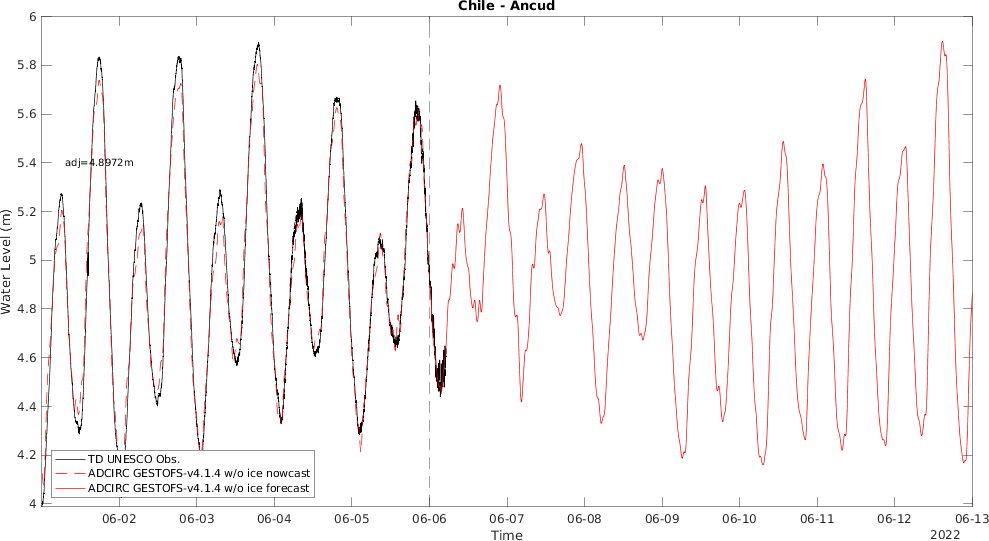 Chile - Ancud
6
5.8
5.6
5.4
5.2
5
4.8
4.6
4.4
4.2
4
Water Level (m)
adj=4.8972m
TD UNESCO Obs.
ADCIRC GESTOFS-v4.1.4 w/o ice nowcast
ADCIRC GESTOFS-v4.1.4 w/o ice forecast
06-02 06-03 06-04 06-05 06-06 06-07 06-08 06-09 06-10 06-11 06-12 06-13
Time
2022